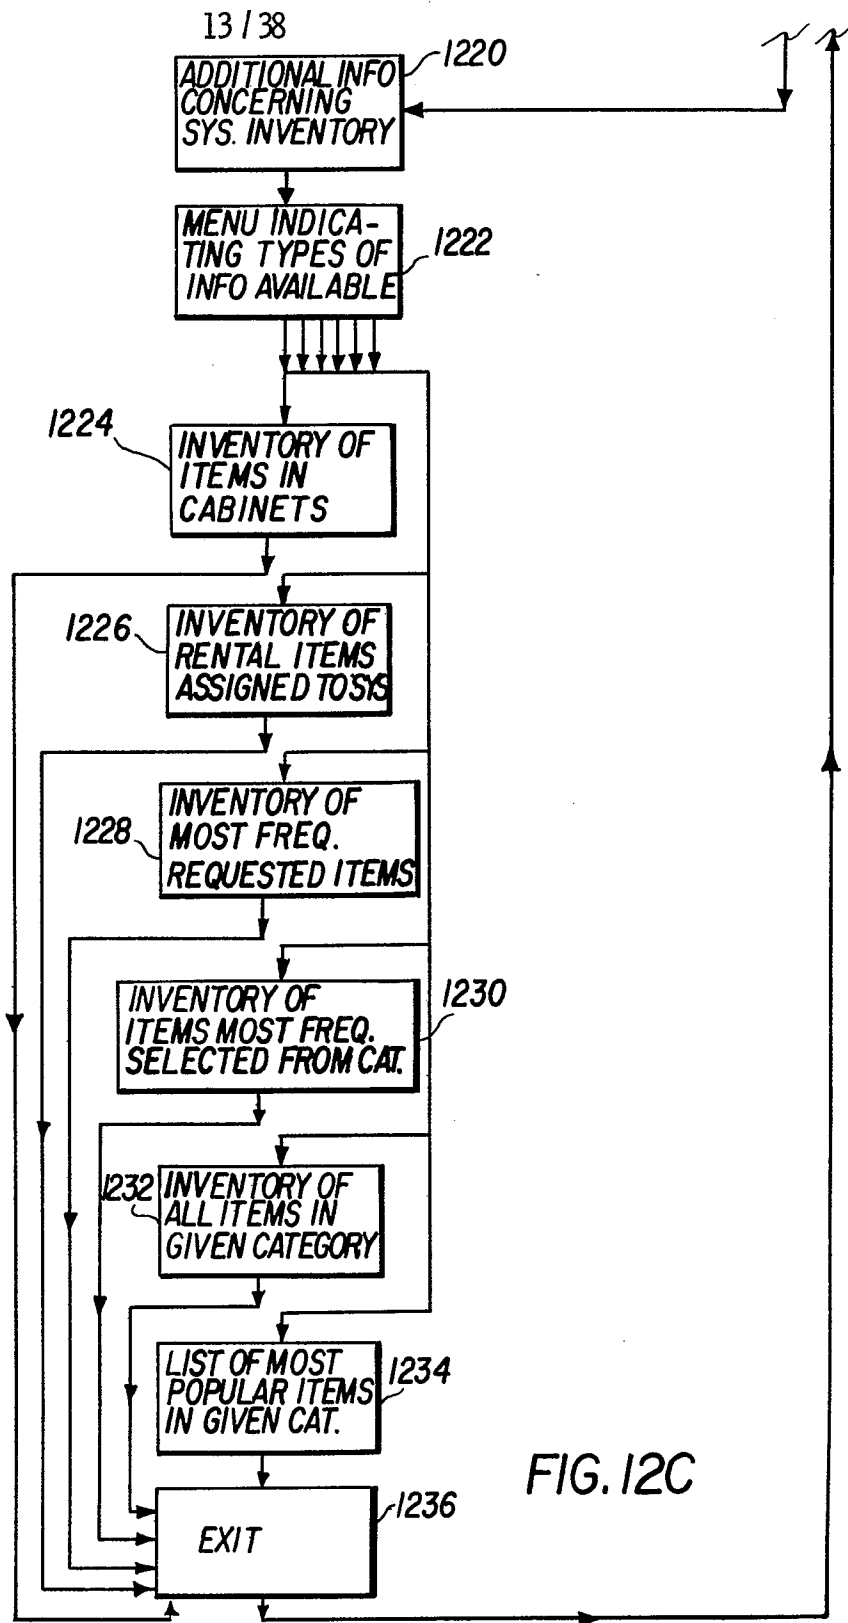 13/38
1220
ADDITIONAL INFO
CONCERNING
SYS. INVENTORY
MENU INDICA-
TING TYPES OF
INFO AVAILABLE
1222
1224
INVENTORY OF
ITEMS IN
CABINETS
1226
INVENTORY OF
RENTAL ITEMS
ASSIGNED TO SYS
1228
INVENTORY OF
MOST FREQ.
REQUESTED ITEMS
1230
INVENTORY OF
ITEMS MOST FREQ.
SELECTED FROM CAT.
1232
INVENTORY OF
ALL ITEMS IN
GIVEN CATEGORY
LIST OF MOST
POPULAR ITEMS
IN GIVEN CAT.
1234
EXIT
1236
FIG. 12C